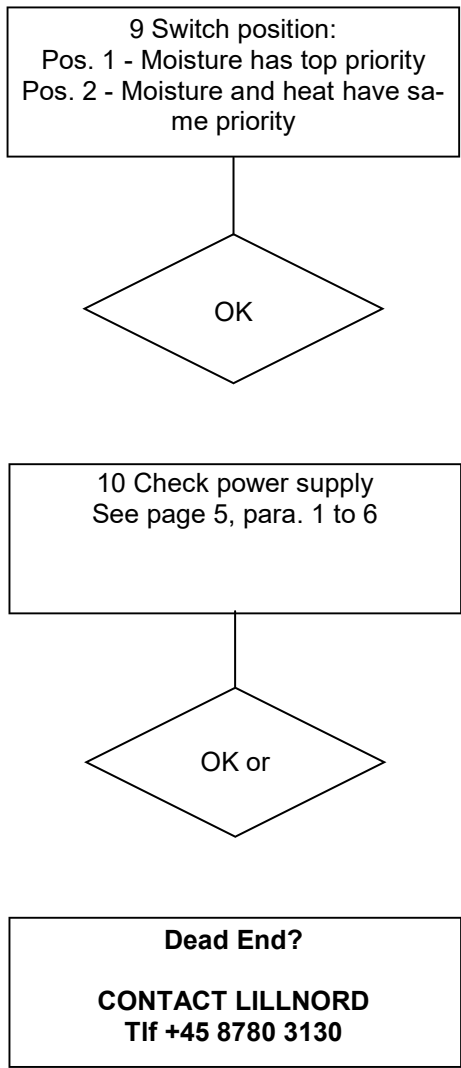 9 Switch position:
Pos. 1 - Moisture has top priority
Pos. 2 - Moisture and heat have sa-
me priority
OK
10 Check power supply
See page 5, para. 1 to 6
OK or
Dead End?
CONTACT LILLNORD
Tlf +45 8780 3130